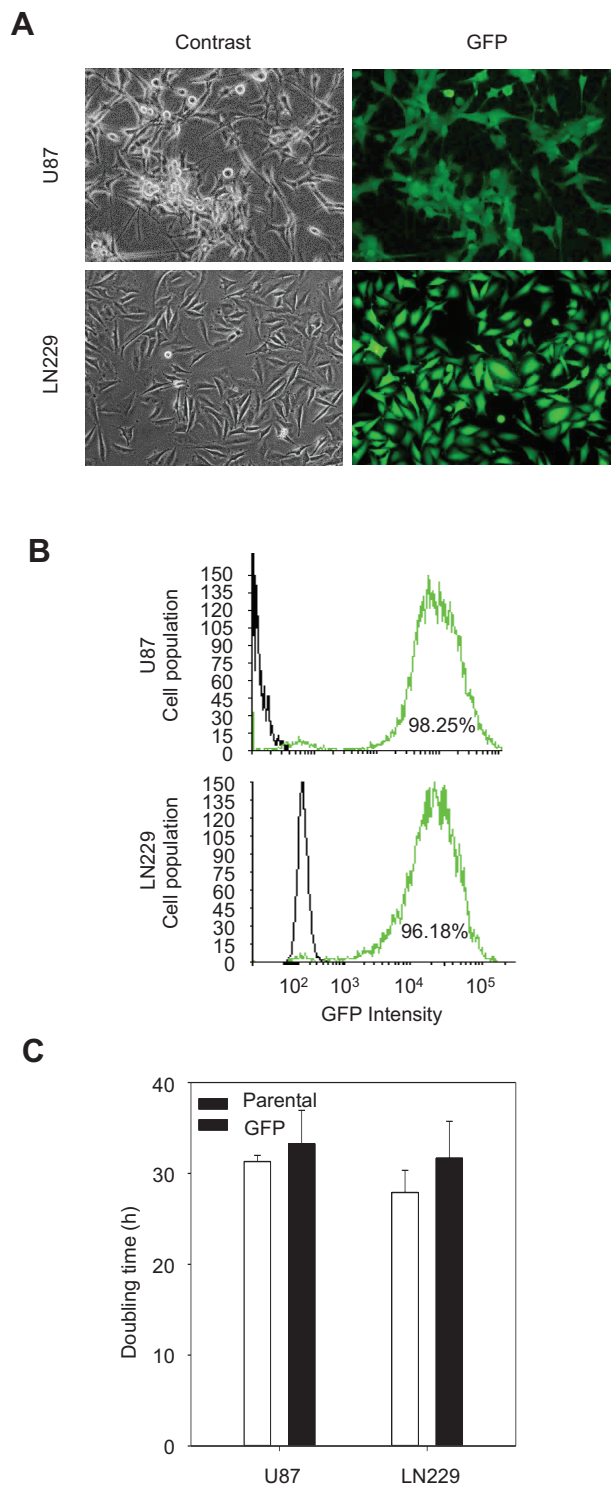 A
Contrast GFP
U87
LN229
B
U87
Cell population
150
135
120
105
90
75
60
45
30
15
0
98.25%
LN229
Cell population
150
135
120
105
90
75
60
45
30
15
0
96.18%
10² 10³ 10⁴ 10⁵
GFP Intensity
C
Doubling time (h)
40
30
20
10
0
Parental
GFP
U87 LN229